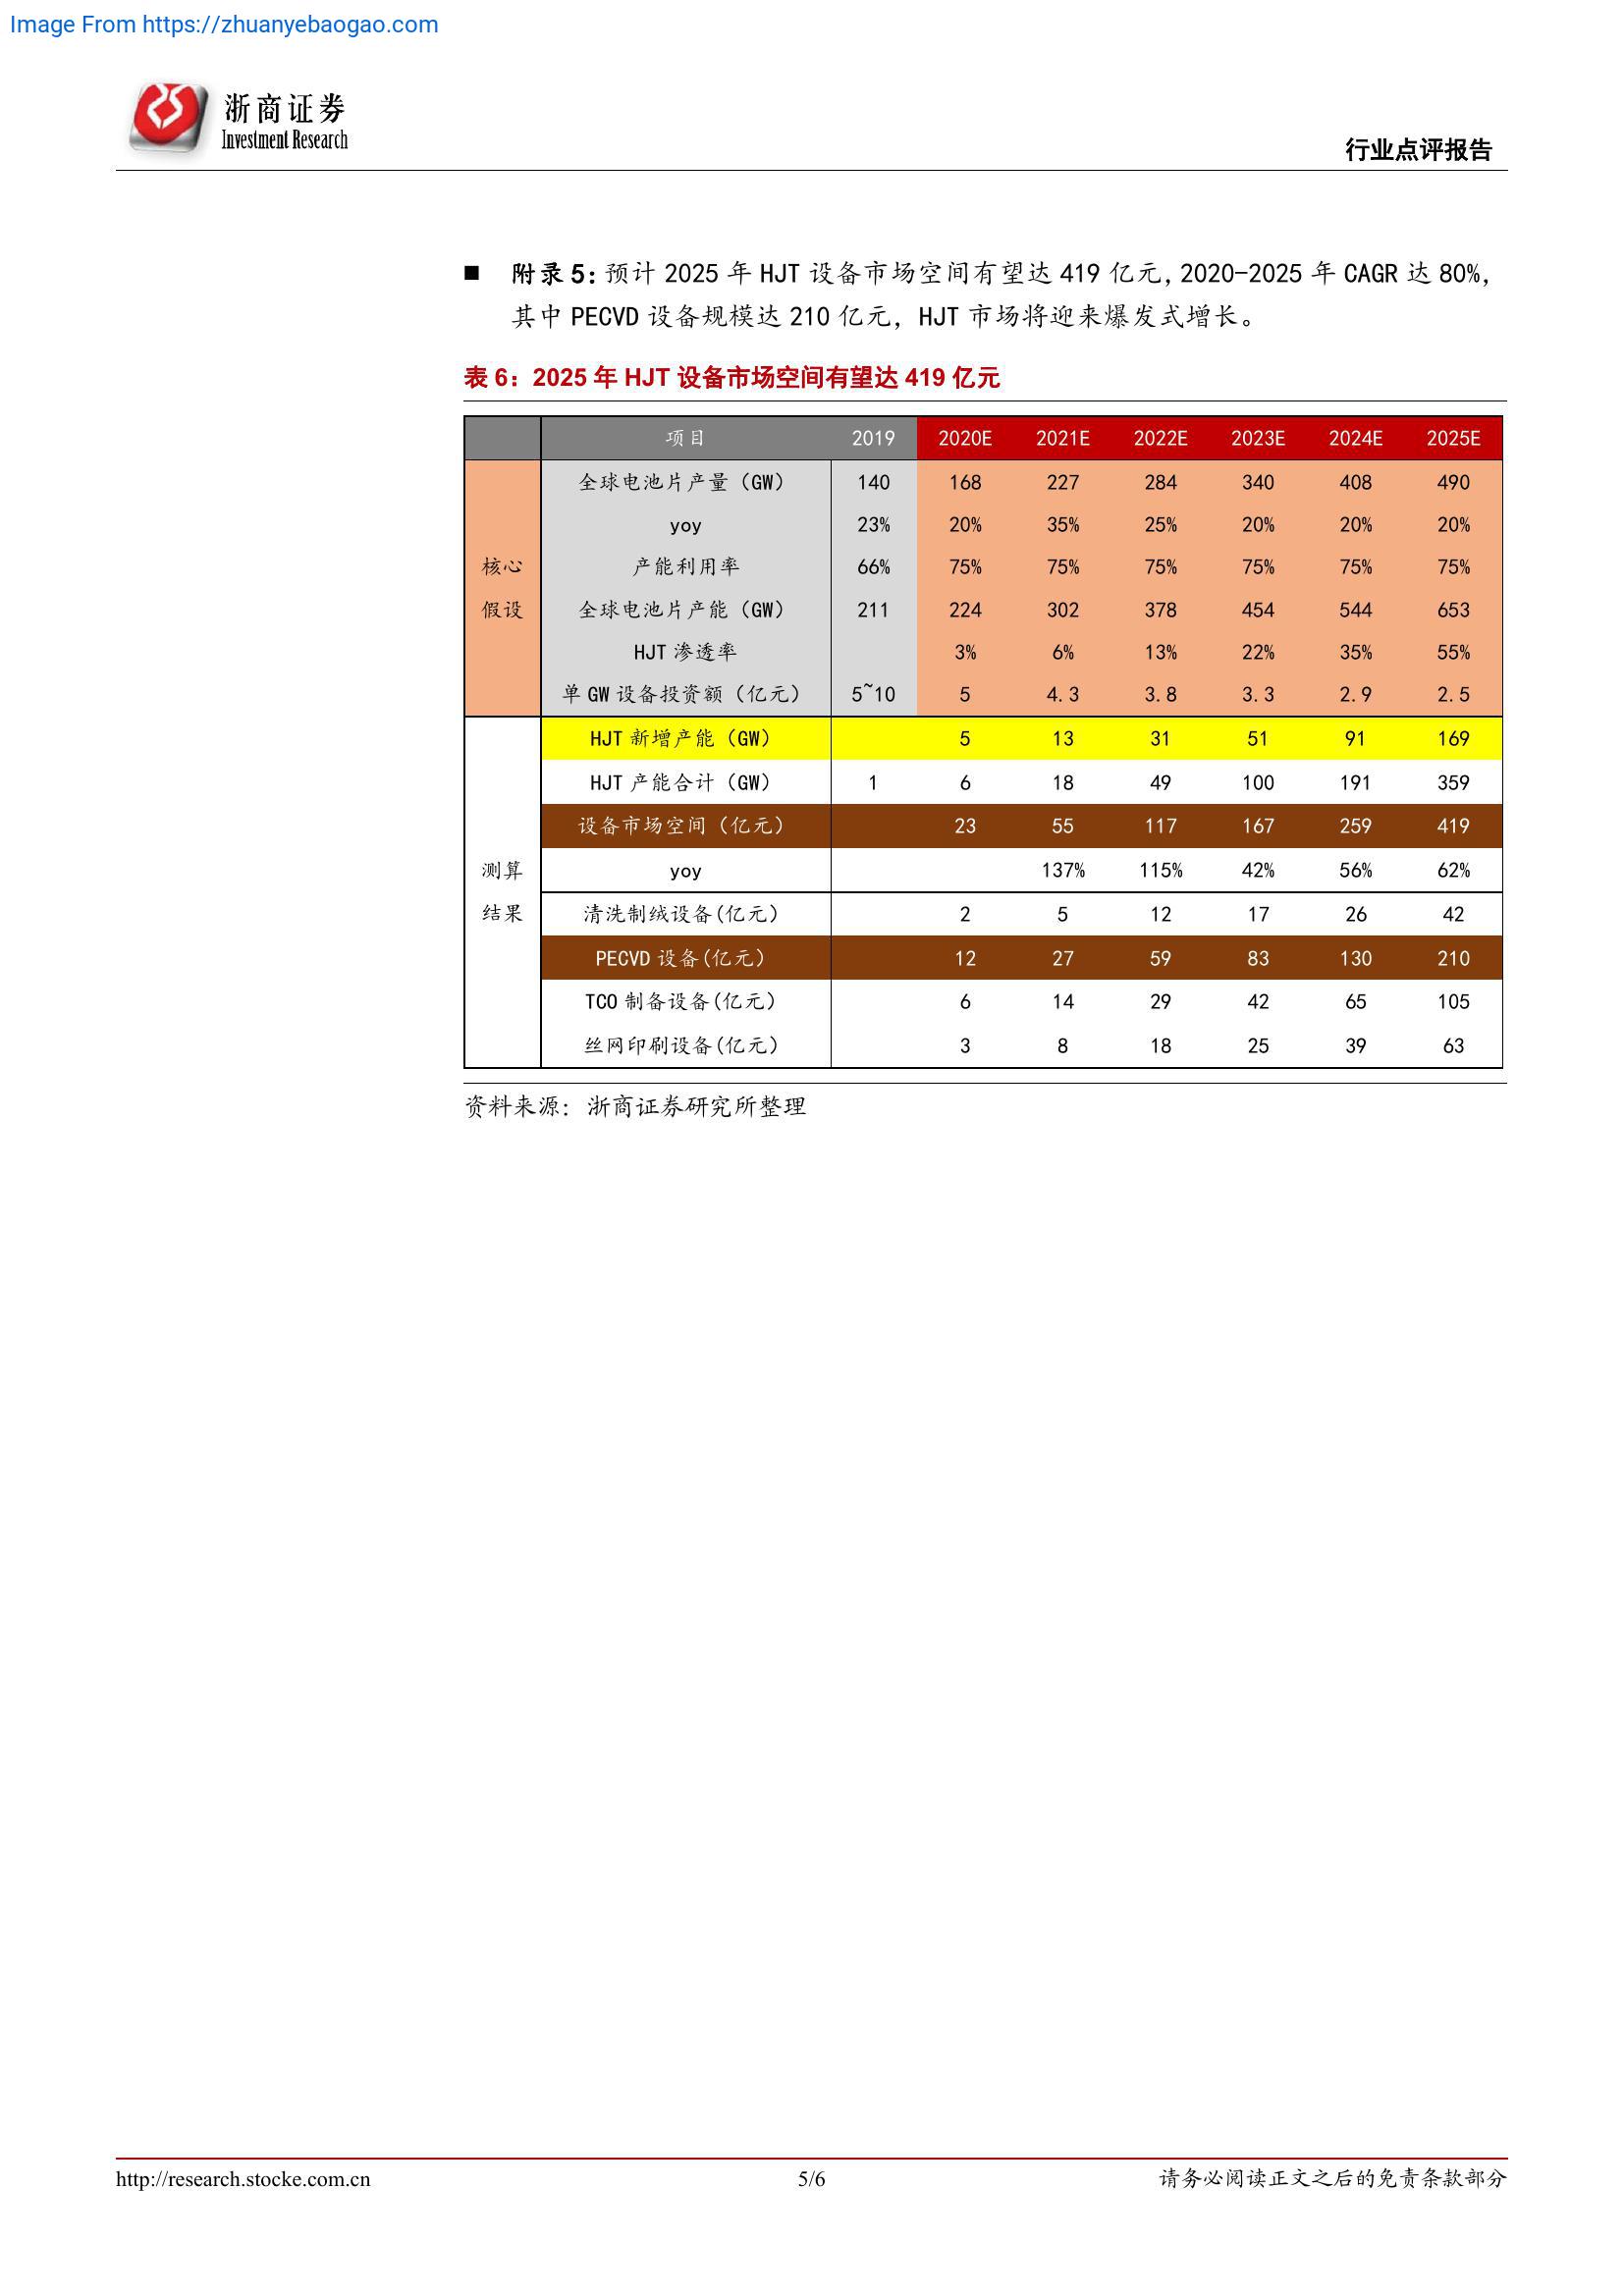 Image From https://zhuanyebaogao.com
浙商证券
Investment Research
行业点评报告
■ 附录 5：预计 2025 年 HJT 设备市场空间有望达 419 亿元，2020-2025 年 CAGR 达 80%，
其中 PECVD 设备规模达 210 亿元，HJT 市场将迎来爆发式增长。
表 6：2025 年 HJT 设备市场空间有望达 419 亿元
项目 2019 2020E 2021E 2022E 2023E 2024E 2025E
全球电池片产量（GW） 140 168 227 284 340 408 490
yoy 23% 20% 35% 25% 20% 20% 20%
核心 产能利用率 66% 75% 75% 75% 75% 75% 75%
假设 全球电池片产能（GW） 211 224 302 378 454 544 653
HJT 渗透率 3% 6% 13% 22% 35% 55%
单 GW 设备投资额（亿元） 5~10 5 4.3 3.8 3.3 2.9 2.5
HJT 新增产能（GW） 5 13 31 51 91 169
HJT 产能合计（GW） 1 6 18 49 100 191 359
设备市场空间（亿元） 23 55 117 167 259 419
测算 yoy 137% 115% 42% 56% 62%
结果 清洗制绒设备(亿元) 2 5 12 17 26 42
PECVD 设备(亿元) 12 27 59 83 130 210
TCO 制备设备(亿元) 6 14 29 42 65 105
丝网印刷设备(亿元) 3 8 18 25 39 63
资料来源：浙商证券研究所整理
http://research.stocke.com.cn 5/6 请务必阅读正文之后的免责条款部分